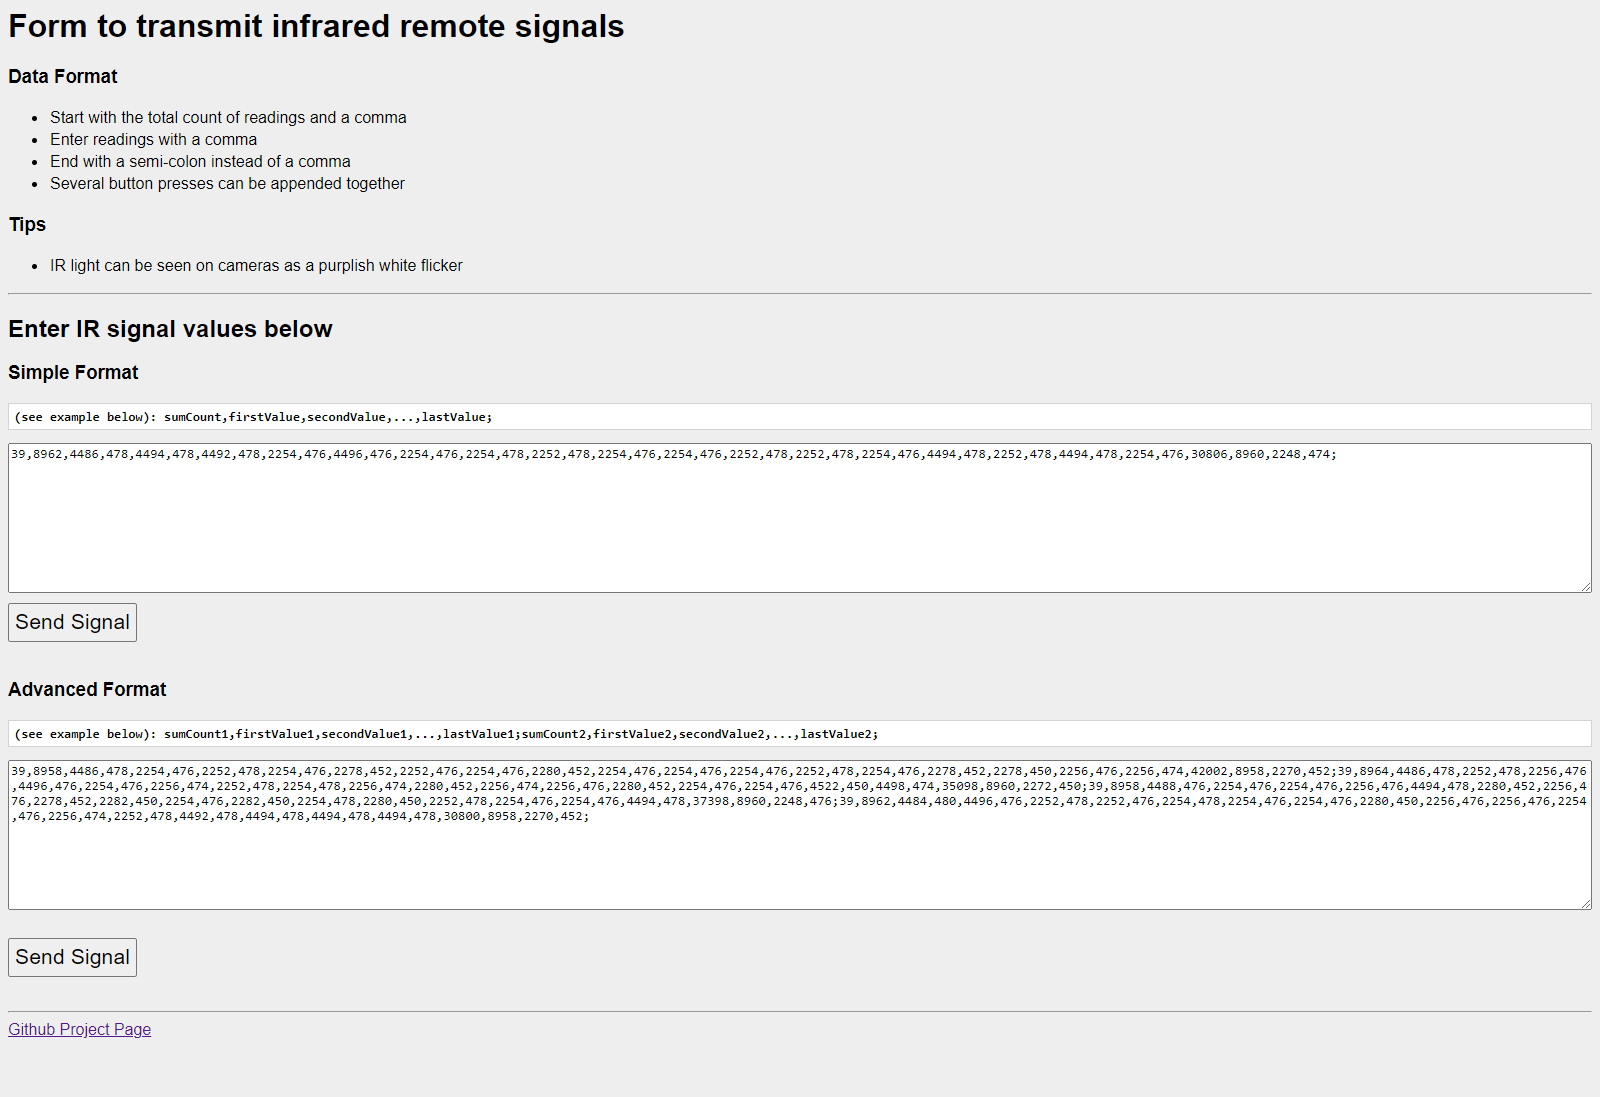 Form to transmit infrared remote signals
Data Format
Start with the total count of readings and a comma
Enter readings with a comma
End with a semi-colon instead of a comma
Several button presses can be appended together
Tips
IR light can be seen on cameras as a purplish white flicker
Enter IR signal values below
Simple Format
(see example below): sumCount,firstValue,secondValue,...,lastValue;
39,8962,4486,478,4494,478,4492,478,2254,476,4496,476,2254,476,2254,478,2252,478,2254,476,2254,476,2252,478,2252,478,2254,476,4494,478,2252,478,4494,478,2254,476,30806,8960,2248,474;
Send Signal
Advanced Format
(see example below): sumCount1,firstValue1,secondValue1,...,lastValue1;sumCount2,firstValue2,secondValue2,...,lastValue2;
39,8958,4486,478,2254,476,2252,478,2254,476,2278,452,2252,476,2254,476,2280,452,2254,476,2254,476,2254,476,2252,478,2254,476,2278,452,2278,450,2256,476,2256,474,42002,8958,2270,452;39,8964,4486,478,2252,478,2256,476
,4496,476,2254,476,2256,474,2252,478,2254,478,2256,474,2280,452,2256,474,2256,476,2280,452,2254,476,2254,476,4522,450,4498,474,35098,8960,2272,450;39,8958,4488,476,2254,476,2254,476,2256,476,4494,478,2280,452,2256,4
76,2278,452,2282,450,2254,476,2282,450,2254,478,2280,450,2252,478,2254,476,2254,476,4494,478,37398,8960,2248,476;39,8962,4484,480,4496,476,2252,478,2252,476,2254,478,2254,476,2254,476,2280,450,2256,476,2256,476,2254
,476,2256,474,2252,478,4492,478,4494,478,4494,478,4494,478,30800,8958,2270,452;
Send Signal
Github Project Page